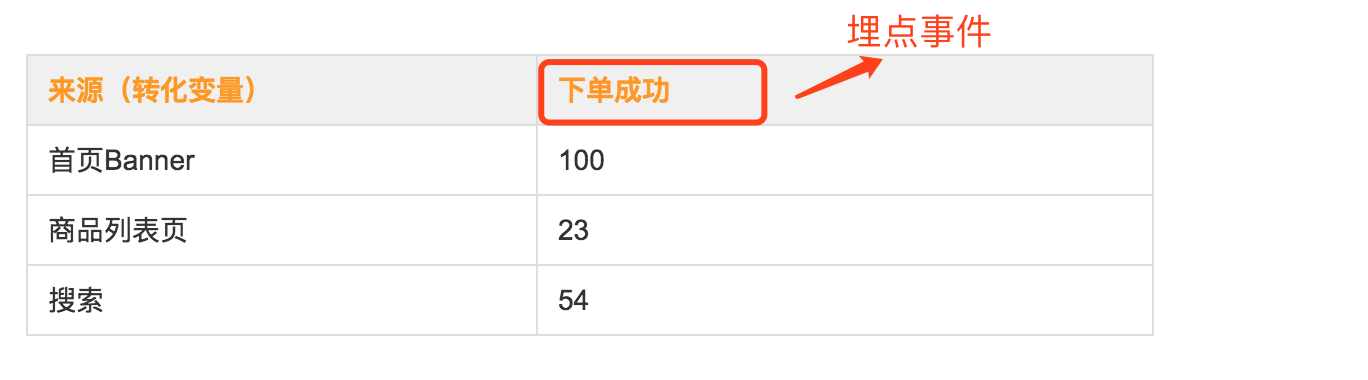 埋点事件
来源（转化变量） 下单成功
首页Banner 100
商品列表页 23
搜索 54